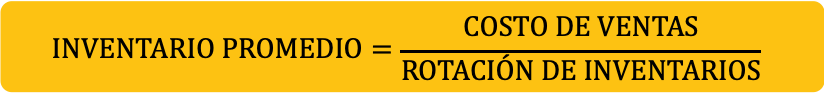 INVENTARIO PROMEDIO = COSTO DE VENTAS
ROTACIÓN DE INVENTARIOS